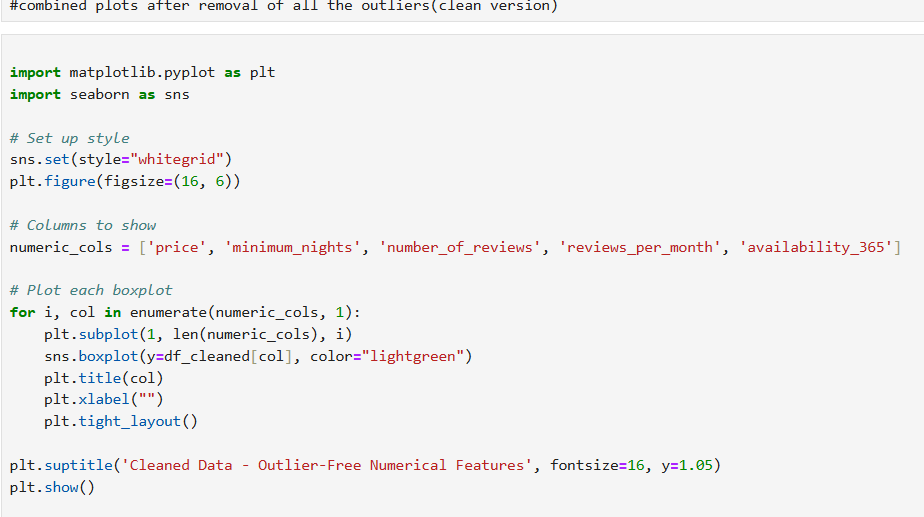 #combined plots after removal of all the outliers(clean version)
import matplotlib.pyplot as plt
import seaborn as sns
# Set up style
sns.set(style="whitegrid")
plt.figure(figsize=(16, 6))
# Columns to show
numeric_cols = ['price', 'minimum_nights', 'number_of_reviews', 'reviews_per_month', 'availability_365']
# Plot each boxplot
for i, col in enumerate(numeric_cols, 1):
    plt.subplot(1, len(numeric_cols), i)
    sns.boxplot(y=df_cleaned[col], color="lightgreen")
    plt.title(col)
    plt.xlabel("")
    plt.tight_layout()
plt.suptitle('Cleaned Data - Outlier-Free Numerical Features', fontsize=16, y=1.05)
plt.show()